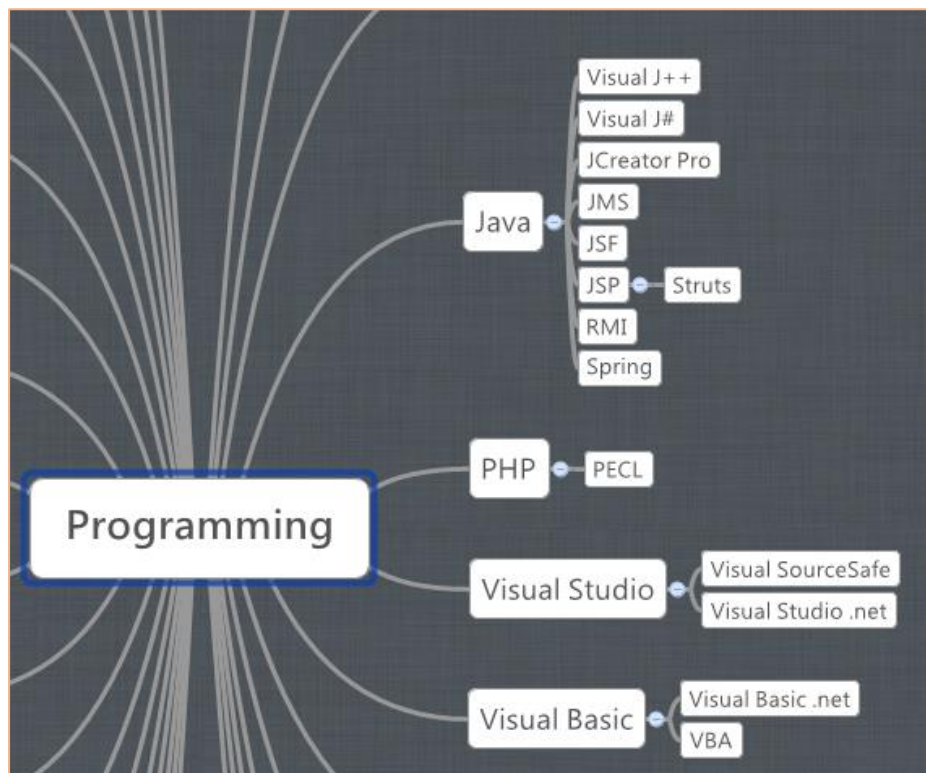 Programming
Java
Visual J++
Visual J#
JCreator Pro
JMS
JSF
JSP
Struts
RMI
Spring
PHP
PECL
Visual Studio
Visual SourceSafe
Visual Studio .net
Visual Basic
Visual Basic .net
VBA